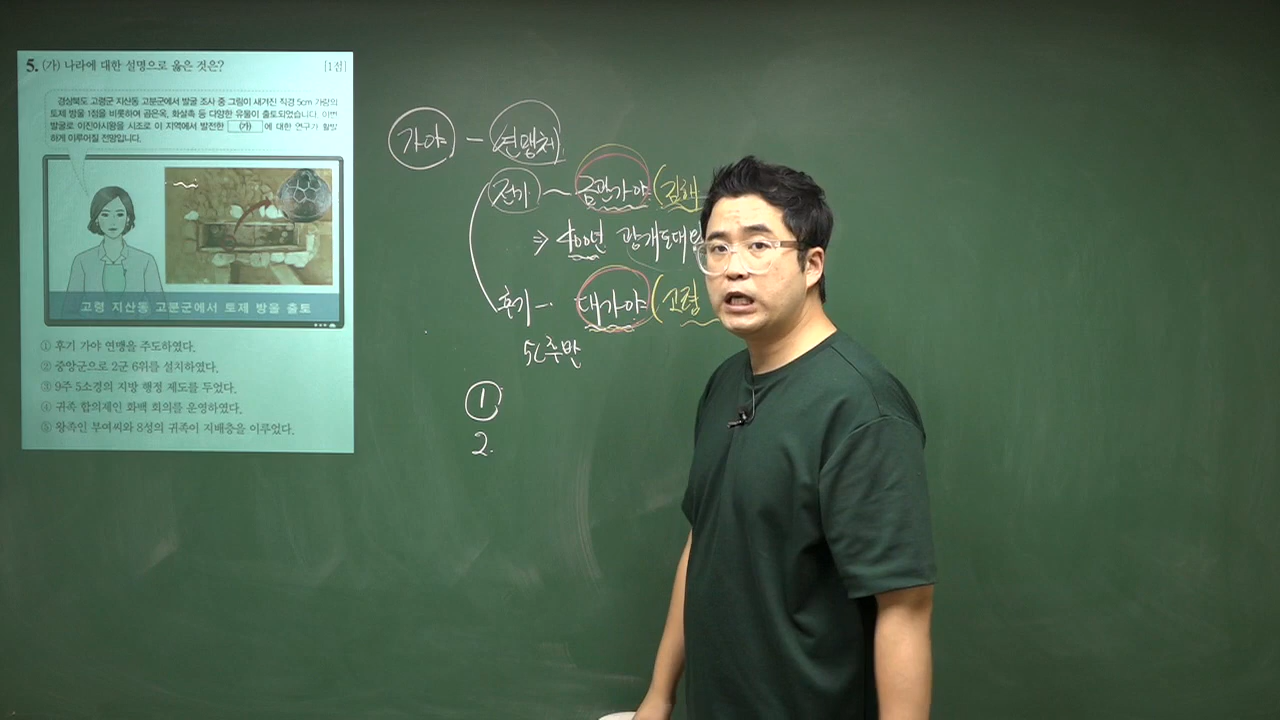 5. (가) 나라에 대한 설명으로 옳은 것은? [1점]
경상북도 고령군 지산동 고분군에서 발굴 조사 중 그림이 새겨진 직경 5cm 가량의
토제 방울 1점을 비롯하여 곱은옥, 화살촉 등 다양한 유물이 출토되었습니다. 이번
발굴로 이진아시왕을 시조로 이 지역에서 발전한 (가) 에 대한 연구가 활발
하게 이루어질 전망입니다.
고령 지산동 고분군에서 토제 방울 출토
① 후기 가야 연맹을 주도하였다.
② 중앙군으로 2군 6위를 설치하였다.
③ 9주 5소경의 지방 행정 제도를 두었다.
④ 귀족 합의제인 화백 회의를 운영하였다.
⑤ 왕족인 부여씨와 8성의 귀족이 지배층을 이루었다.
가야 - 연맹체
전기 ~ 금관가야 (김해
⇒ 400년 광개토대왕
후기 - 대가야 (고령
5C후반
①
2.